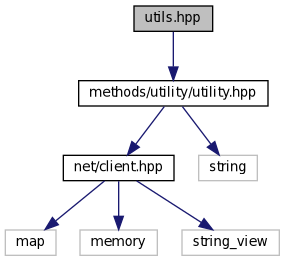 utils.hpp
methods/utility/utility.hpp
net/client.hpp
string
map
memory
string_view